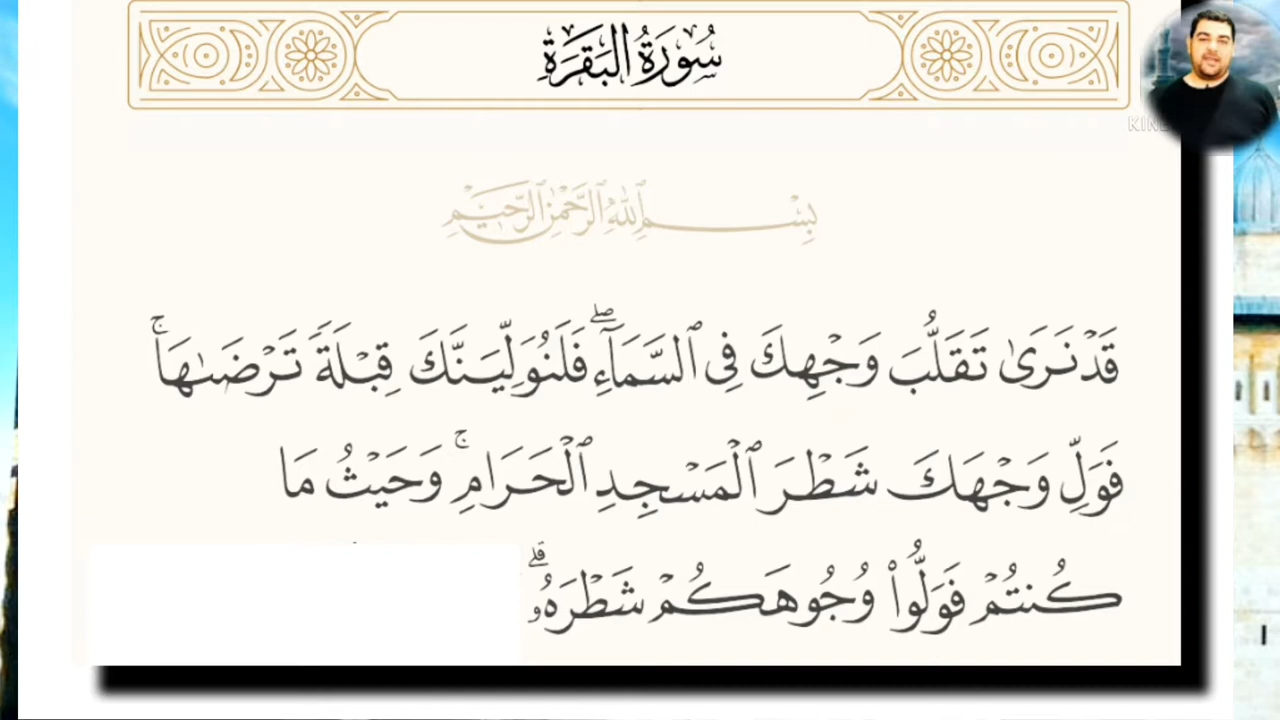 سُورَةُ البَقَرَةِ
بِسْمِ ٱللَّهِ ٱلرَّحْمَٰنِ ٱلرَّحِيمِ
قَدْ نَرَىٰ تَقَلُّبَ وَجْهِكَ فِى ٱلسَّمَآءِ ۖ فَلَنُوَلِّيَنَّكَ قِبْلَةً تَرْضَىٰهَا ۚ
فَوَلِّ وَجْهَكَ شَطْرَ ٱلْمَسْجِدِ ٱلْحَرَامِ ۚ وَحَيْثُ مَا
كُنتُمْ فَوَلُّوا۟ وُجُوهَكُمْ شَطْرَهُۥ ۗ